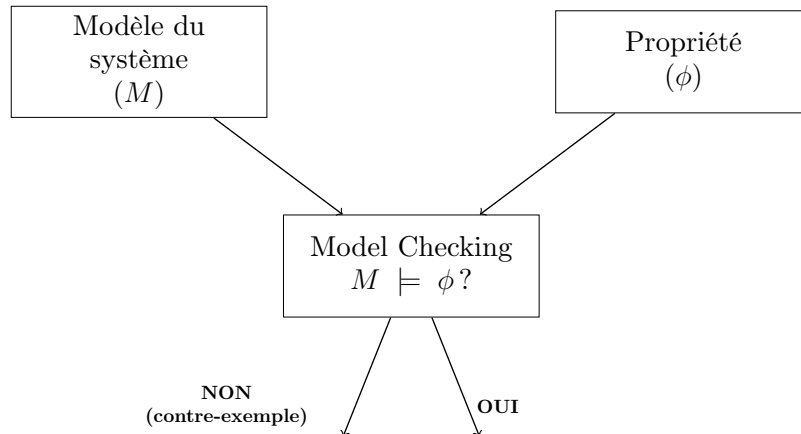 Modèle du
système
(M)
Propriété
(ϕ)
Model Checking
M ⊨ ϕ ?
NON
(contre-exemple)
OUI